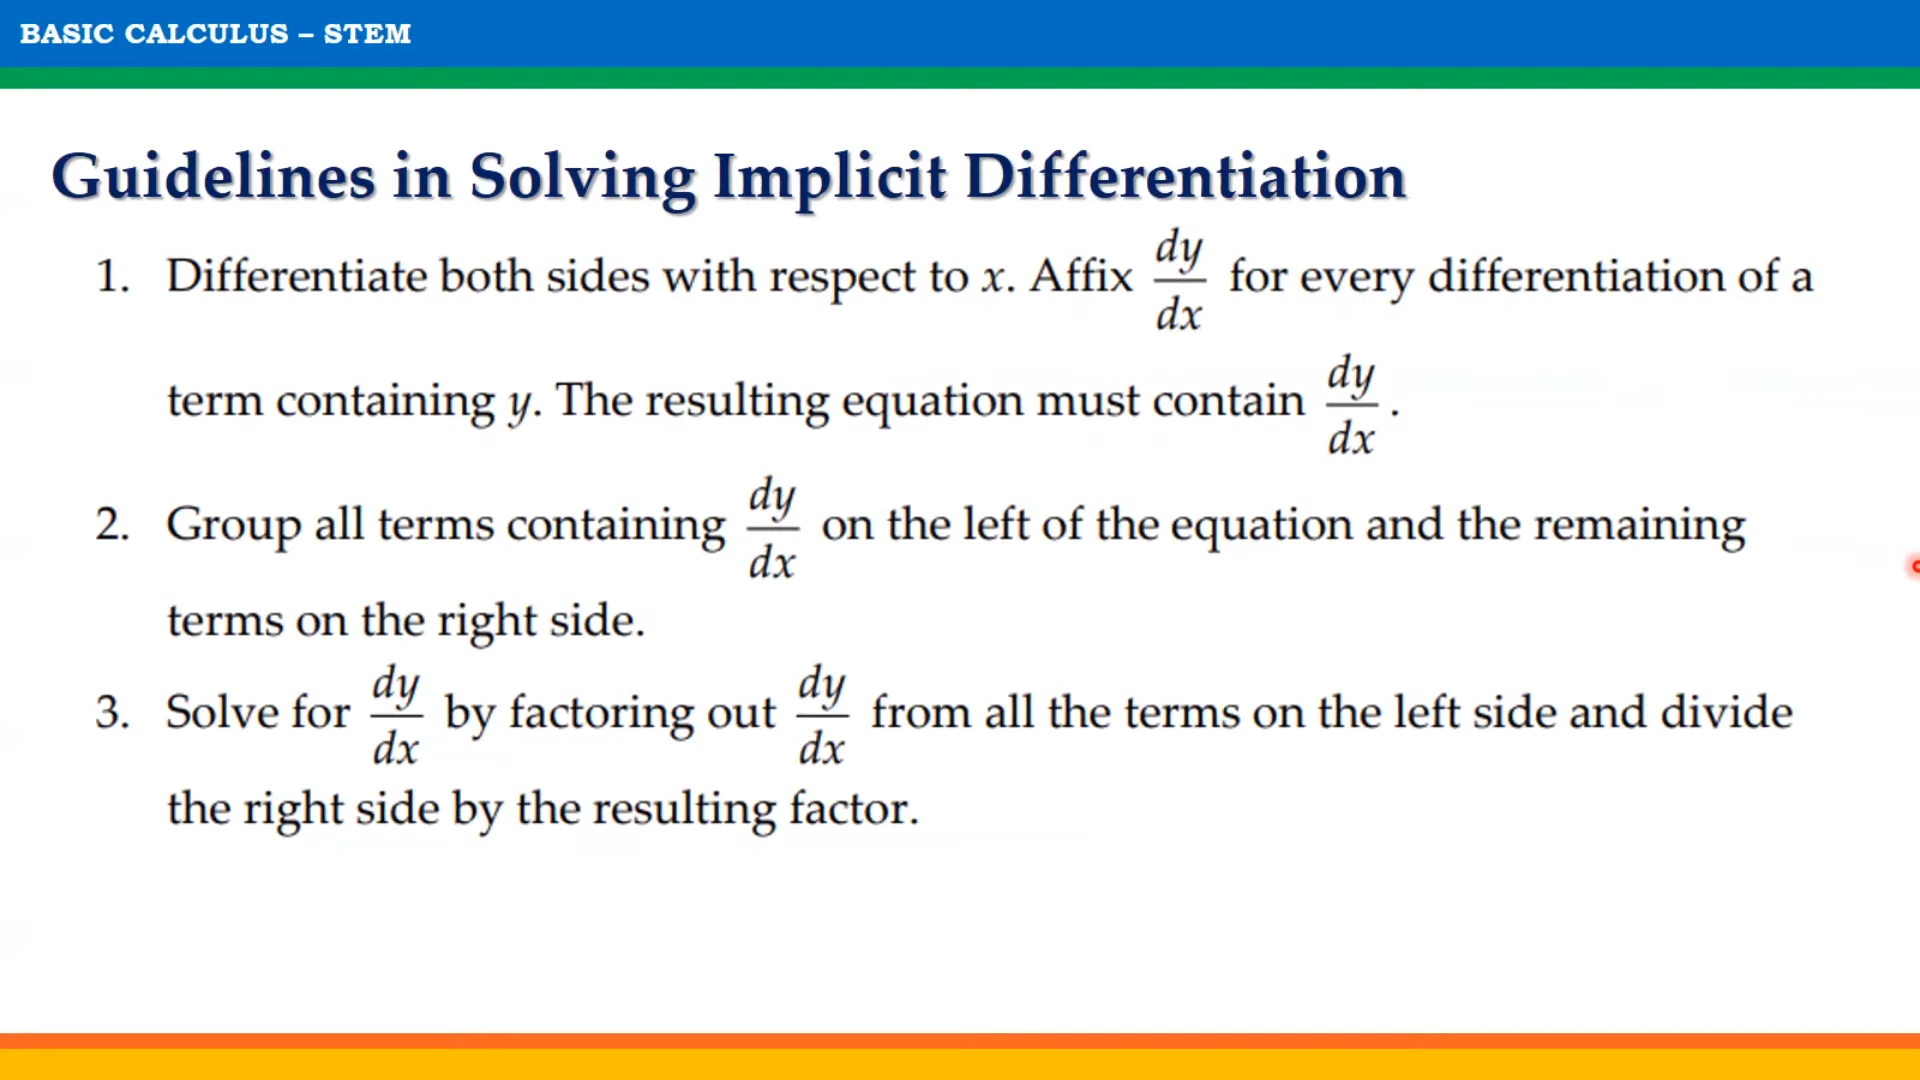 BASIC CALCULUS – STEM
Guidelines in Solving Implicit Differentiation
1. Differentiate both sides with respect to x. Affix dy/dx for every differentiation of a
term containing y. The resulting equation must contain dy/dx.
2. Group all terms containing dy/dx on the left of the equation and the remaining
terms on the right side.
3. Solve for dy/dx by factoring out dy/dx from all the terms on the left side and divide
the right side by the resulting factor.